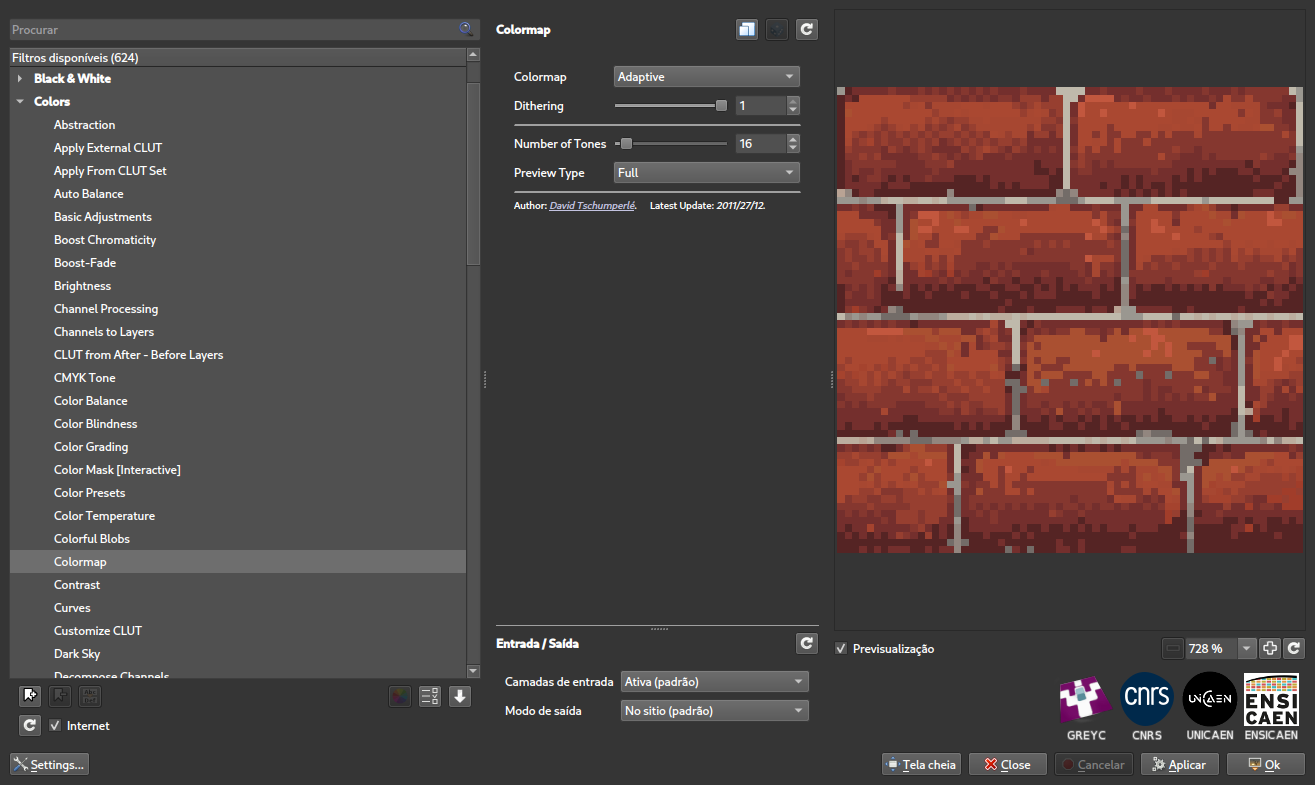 Procurar
Filtros disponíveis (624)
Black & White
Colors
Abstraction
Apply External CLUT
Apply From CLUT Set
Auto Balance
Basic Adjustments
Boost Chromaticity
Boost-Fade
Brightness
Channel Processing
Channels to Layers
CLUT from After - Before Layers
CMYK Tone
Color Balance
Color Blindness
Color Grading
Color Mask [Interactive]
Color Presets
Color Temperature
Colorful Blobs
Colormap
Contrast
Curves
Customize CLUT
Dark Sky
Decompose Channels
Internet
Settings...
Colormap
Colormap Adaptive
Dithering 1
Number of Tones 16
Preview Type Full
Author: David Tschumperlé. Latest Update: 2011/27/12.
Entrada / Saída
Camadas de entrada Ativa (padrão)
Modo de saída No sitio (padrão)
Previsualização 728 %
cnrs
UNICAEN
ENSI
CAEN
GREYC CNRS UNICAEN ENSICAEN
Tela cheia Close Cancelar Aplicar Ok